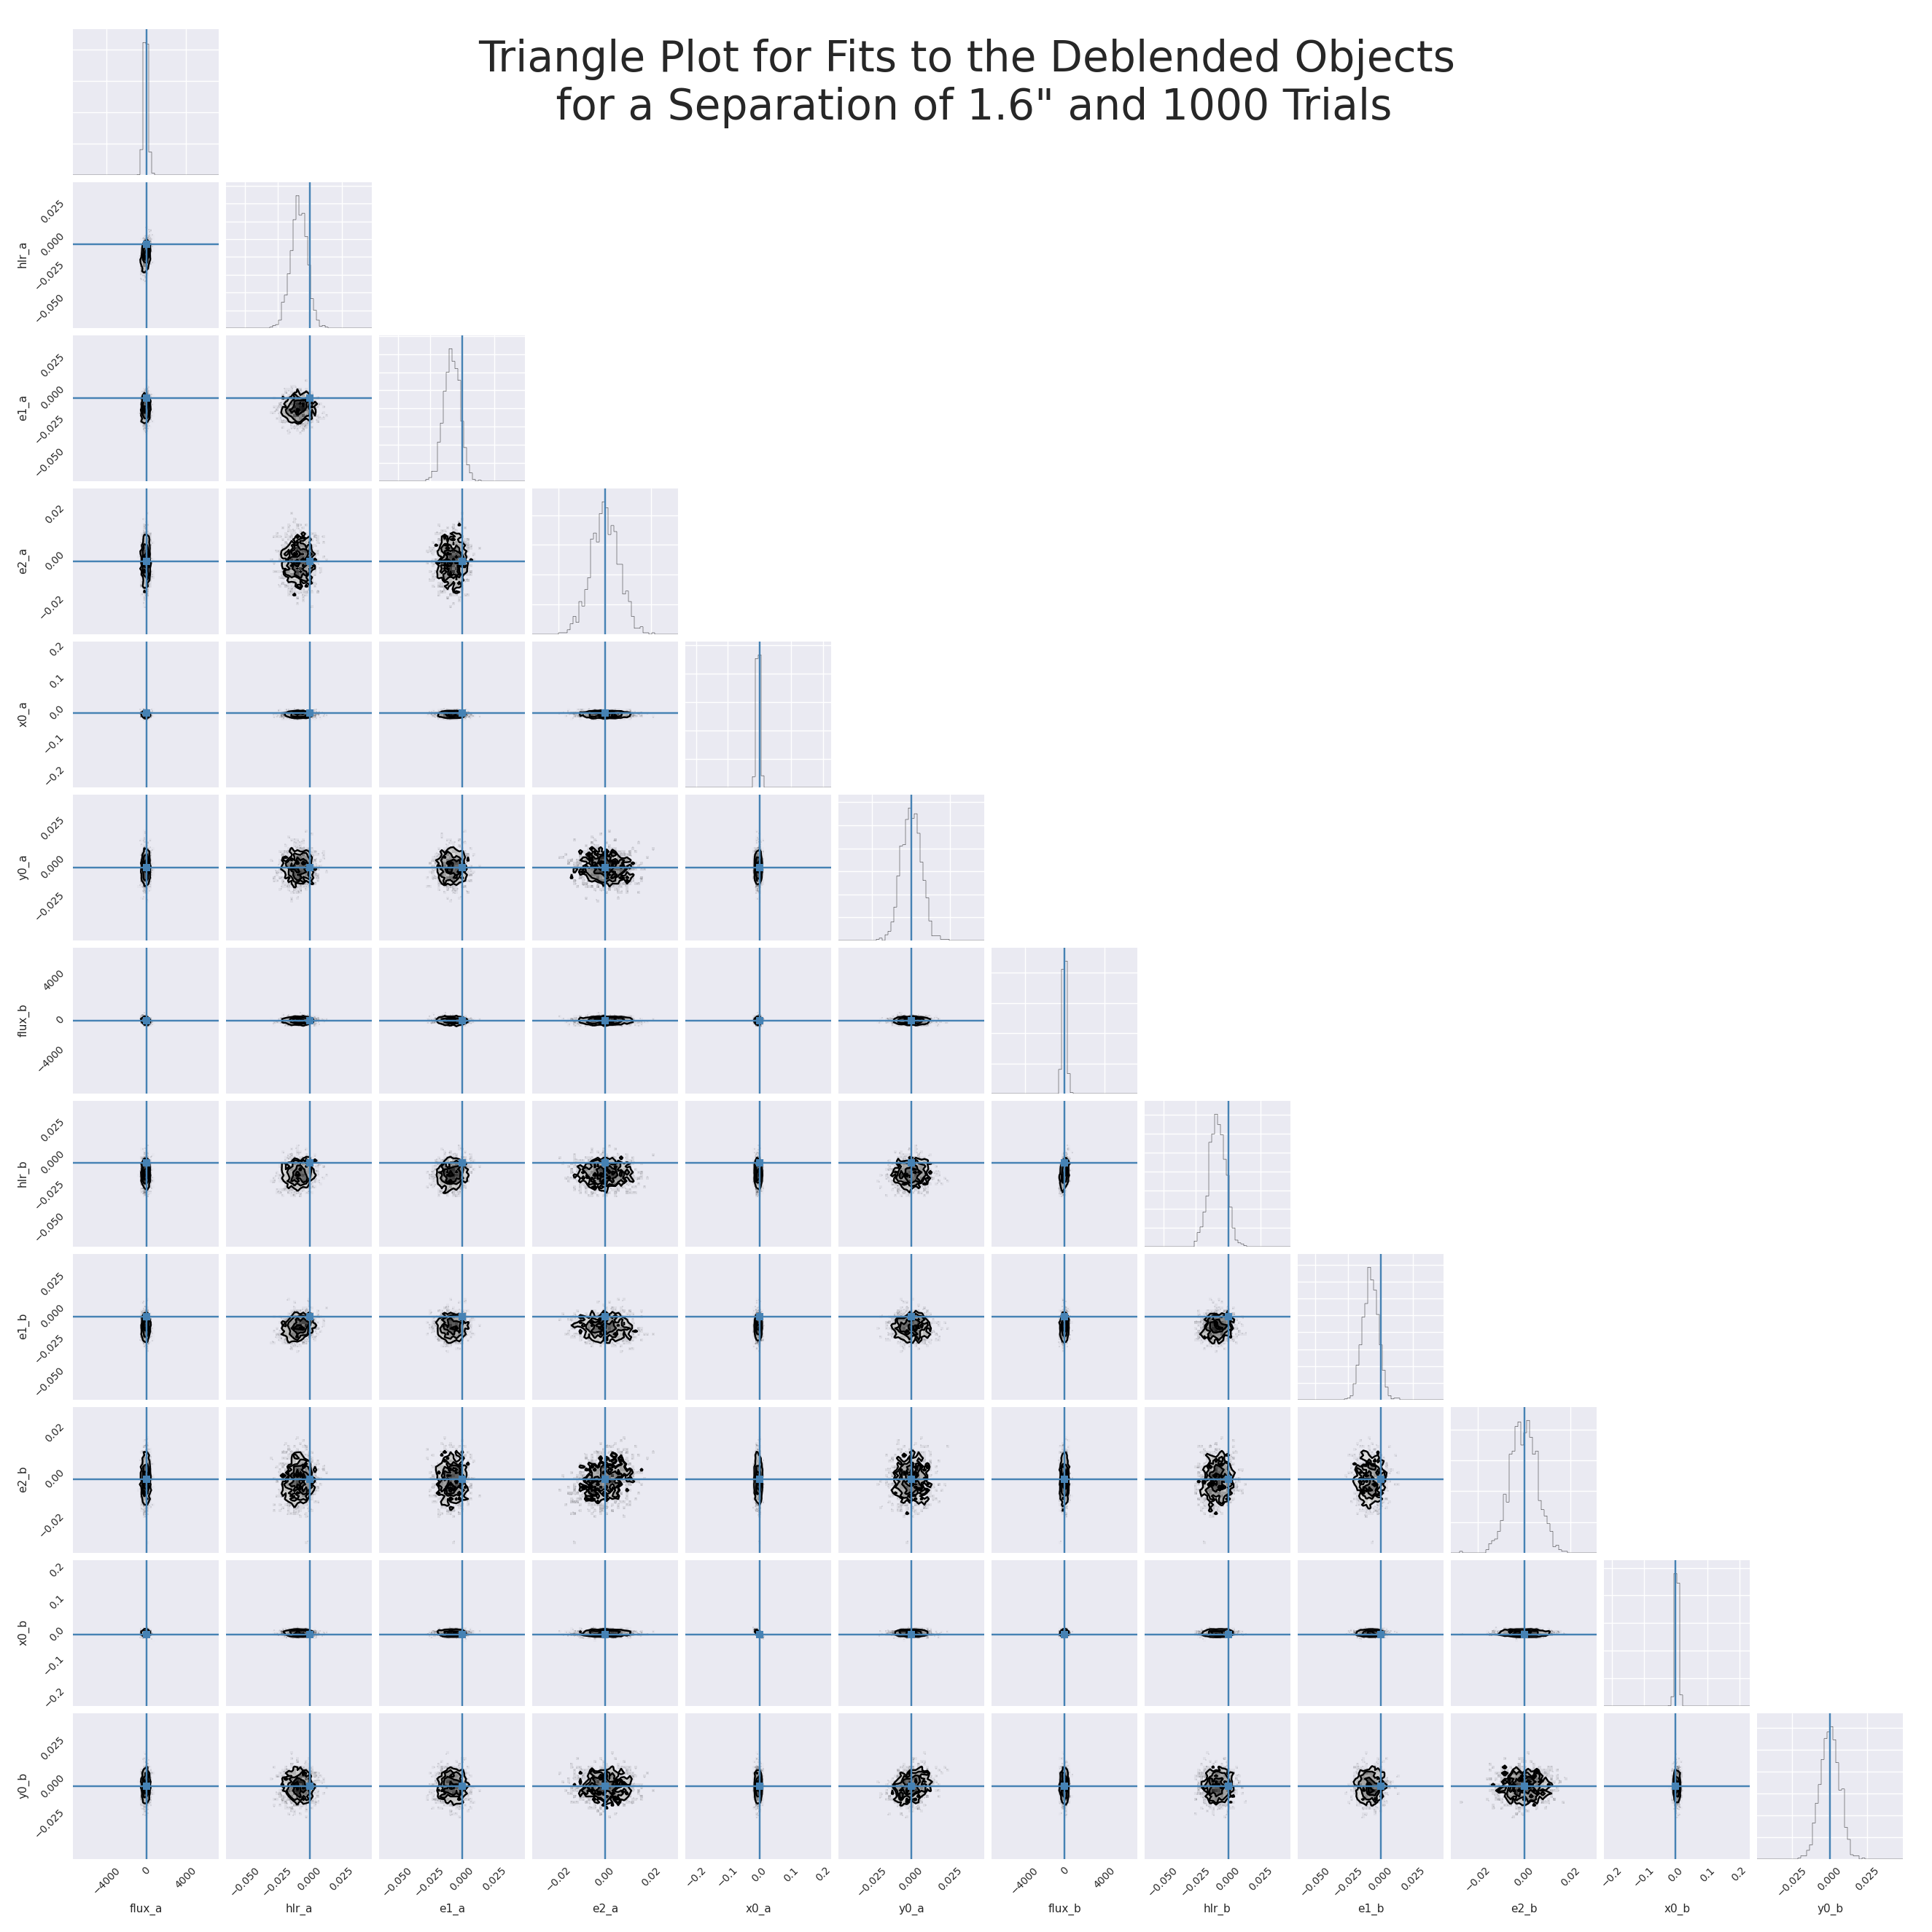 Triangle Plot for Fits to the Deblended Objects
for a Separation of 1.6" and 1000 Trials
hlr_a
0.025
0.000
−0.025
−0.050
e1_a
0.025
0.000
−0.025
−0.050
e2_a
0.02
0.00
−0.02
x0_a
0.2
0.1
0.0
−0.1
−0.2
y0_a
0.025
0.000
−0.025
flux_b
4000
0
−4000
hlr_b
0.025
0.000
−0.025
−0.050
e1_b
0.025
0.000
−0.025
−0.050
e2_b
0.02
0.00
−0.02
x0_b
0.2
0.1
0.0
−0.1
−0.2
y0_b
0.025
0.000
−0.025
−4000 0 4000 −0.050 −0.025 0.000 0.025 −0.050 −0.025 0.000 0.025 −0.02 0.00 0.02 −0.2 −0.1 0.0 0.1 0.2 −0.025 0.000 0.025 −4000 0 4000 −0.050 −0.025 0.000 0.025 −0.050 −0.025 0.000 0.025 −0.02 0.00 0.02 −0.2 −0.1 0.0 0.1 0.2 −0.025 0.000 0.025
flux_a hlr_a e1_a e2_a x0_a y0_a flux_b hlr_b e1_b e2_b x0_b y0_b